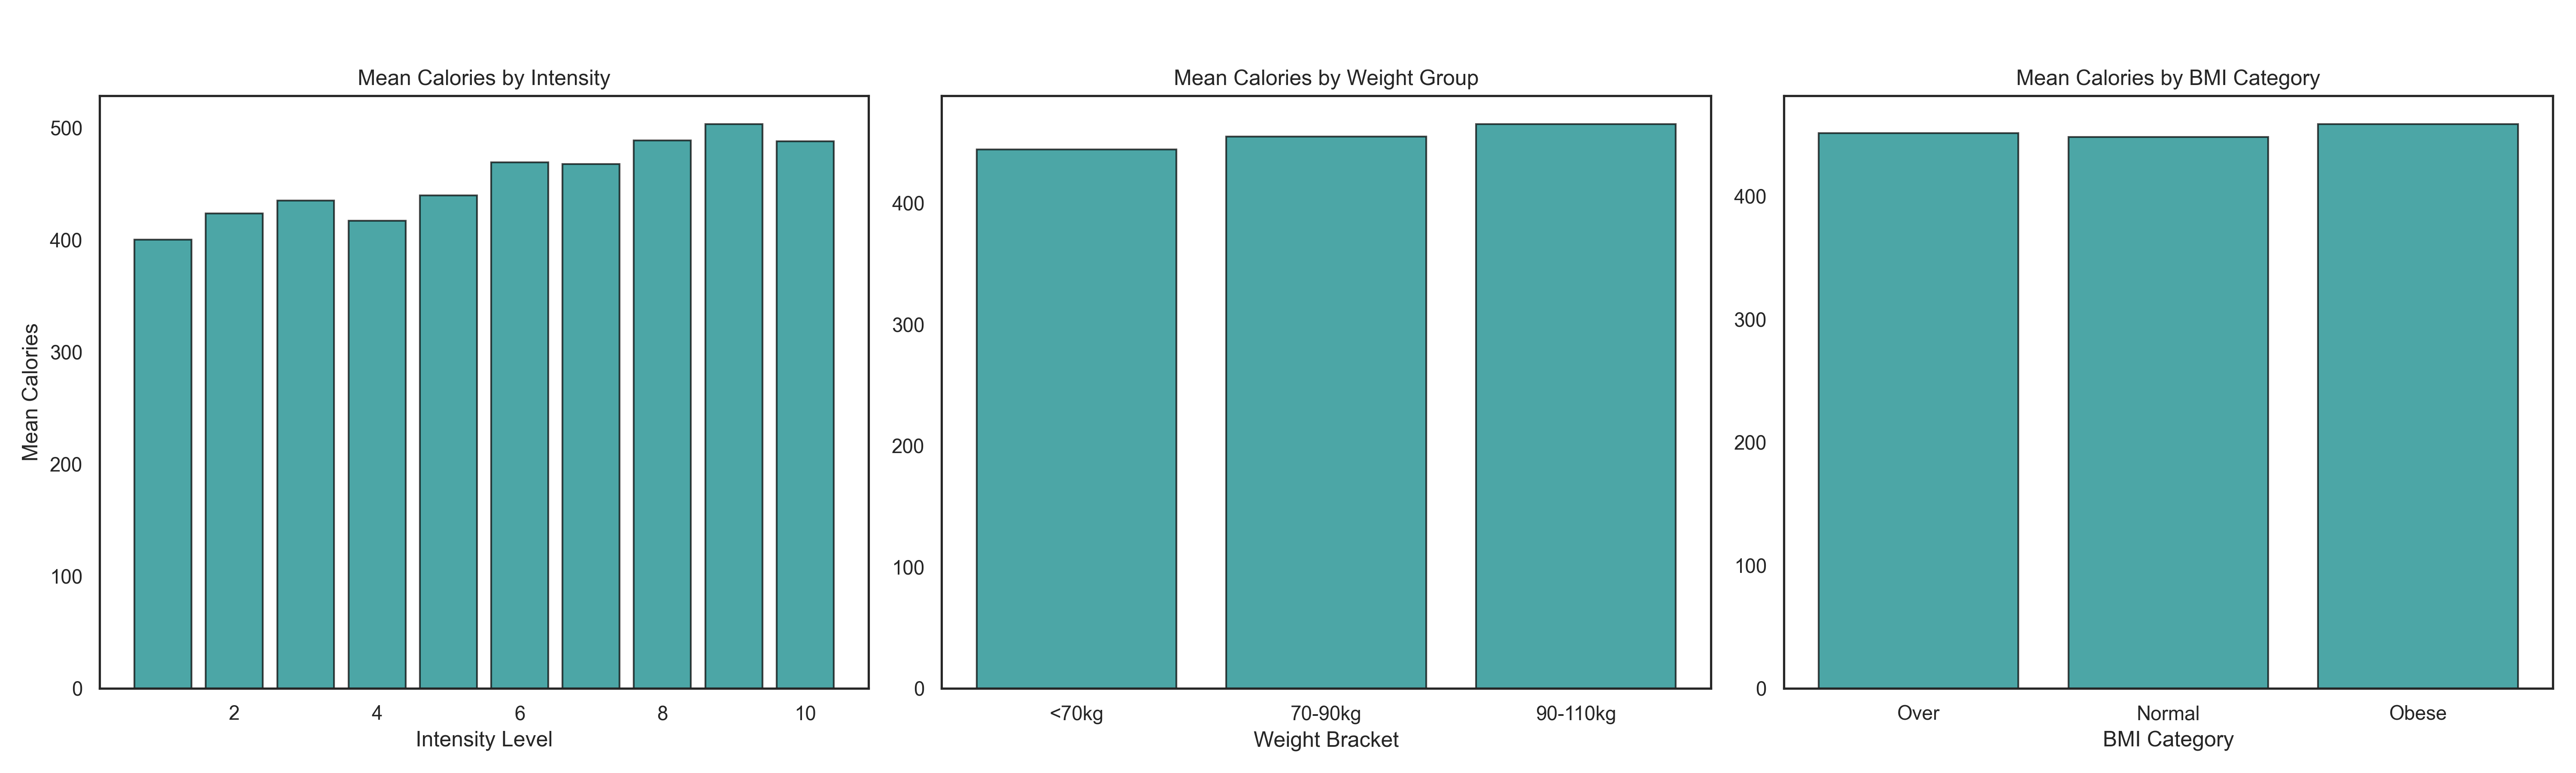 Mean Calories by Intensity
Mean Calories
500
400
300
200
100
0
2 4 6 8 10
Intensity Level
Mean Calories by Weight Group
400
300
200
100
0
<70kg 70-90kg 90-110kg
Weight Bracket
Mean Calories by BMI Category
400
300
200
100
0
Over Normal Obese
BMI Category